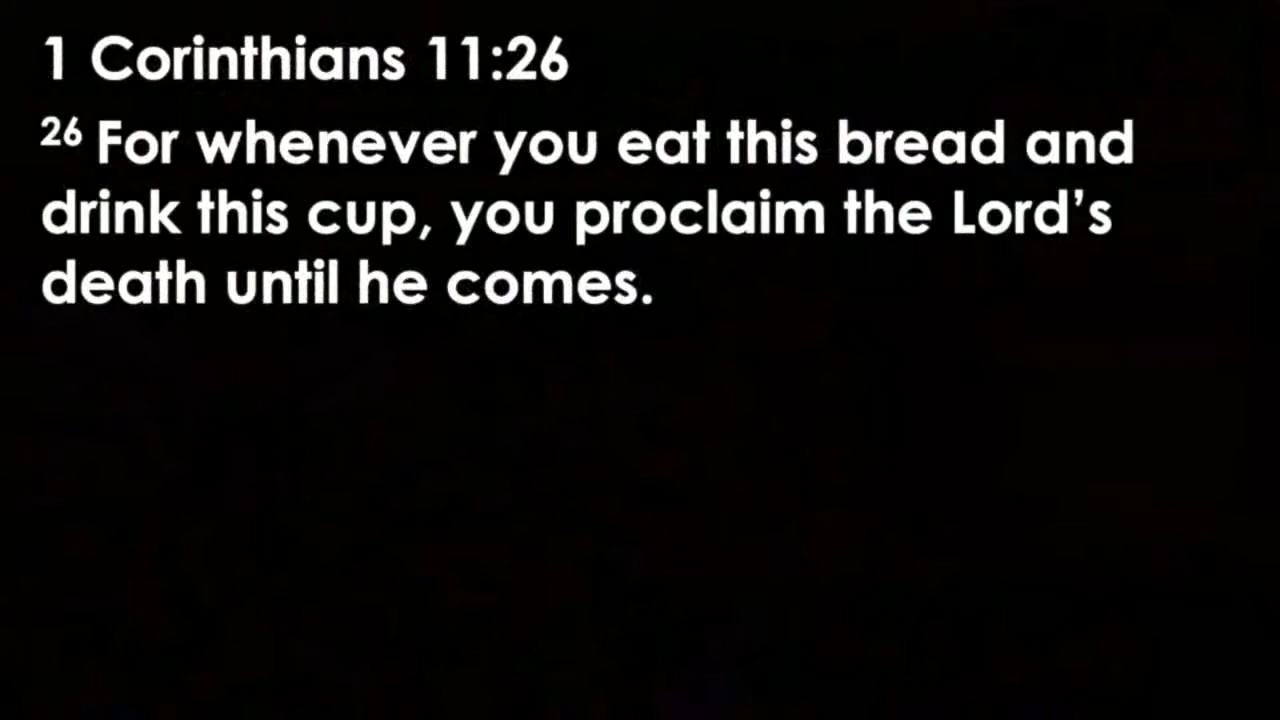 1 Corinthians 11:26
26 For whenever you eat this bread and
drink this cup, you proclaim the Lord’s
death until he comes.